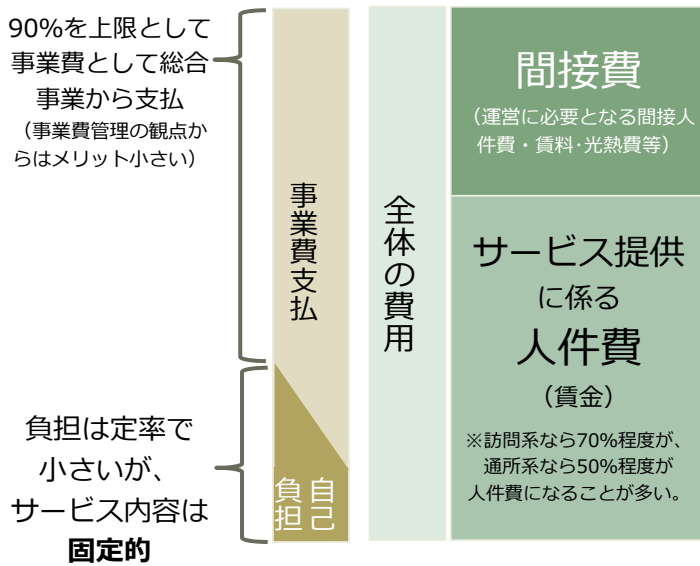 90%を上限として
事業費として総合
事業から支払
（事業費管理の観点か
らはメリット小さい）
負担は定率で
小さいが、
サービス内容は
固定的
事業費支払
自己
負担
全体の費用
間接費
（運営に必要となる間接人
件費・賃料･光熱費等）
サービス提供
に係る
人件費
（賃金）
※訪問系なら70%程度が、
通所系なら50%程度が
人件費になることが多い。